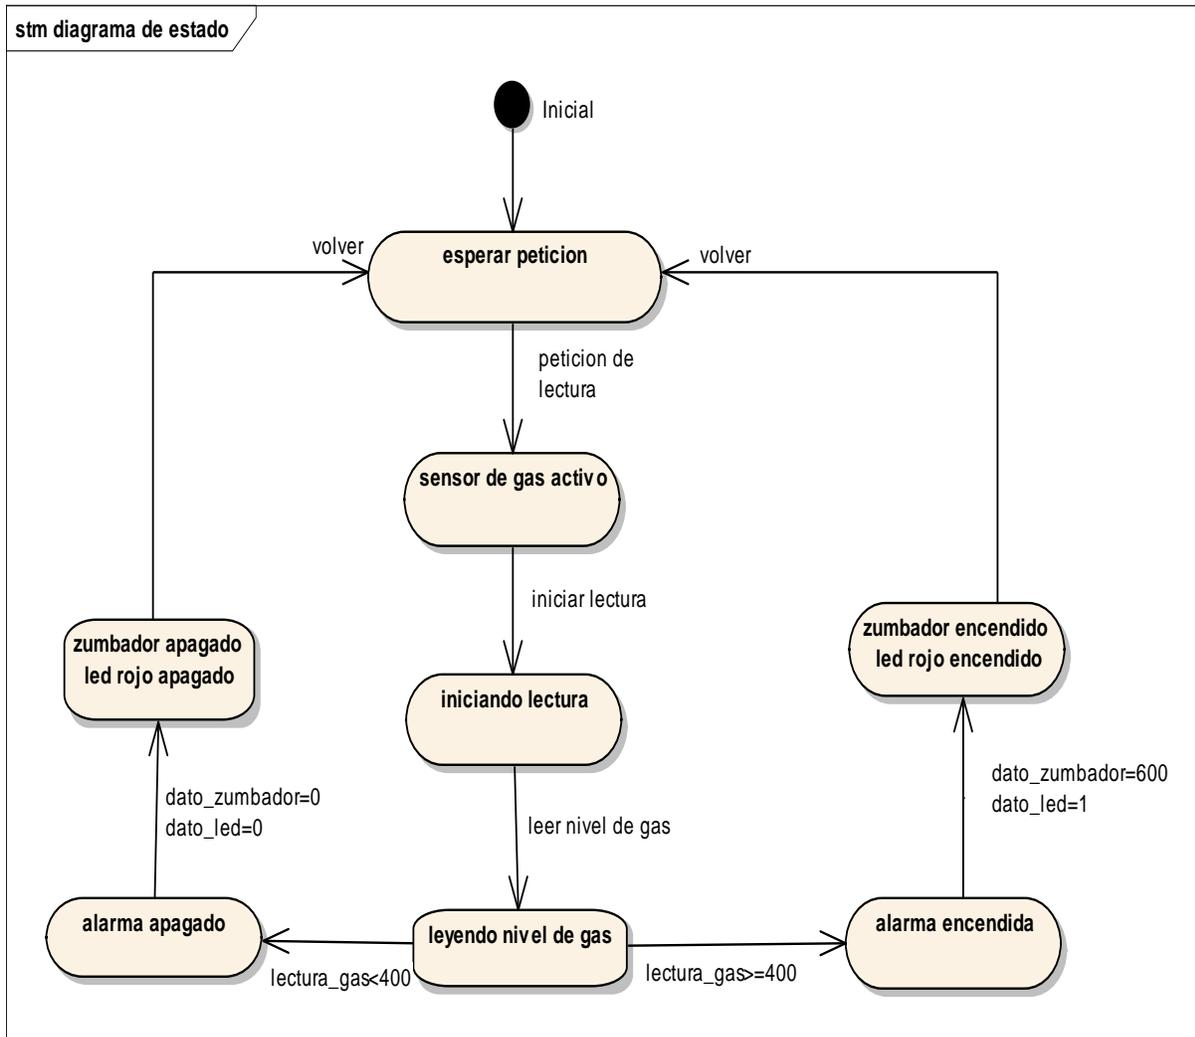 stm diagrama de estado
Inicial
volver
esperar peticion
volver
peticion de
lectura
sensor de gas activo
iniciar lectura
zumbador apagado
led rojo apagado
iniciando lectura
zumbador encendido
led rojo encendido
dato_zumbador=0
dato_led=0
leer nivel de gas
dato_zumbador=600
dato_led=1
alarma apagado
leyendo nivel de gas
alarma encendida
lectura_gas<400
lectura_gas>=400